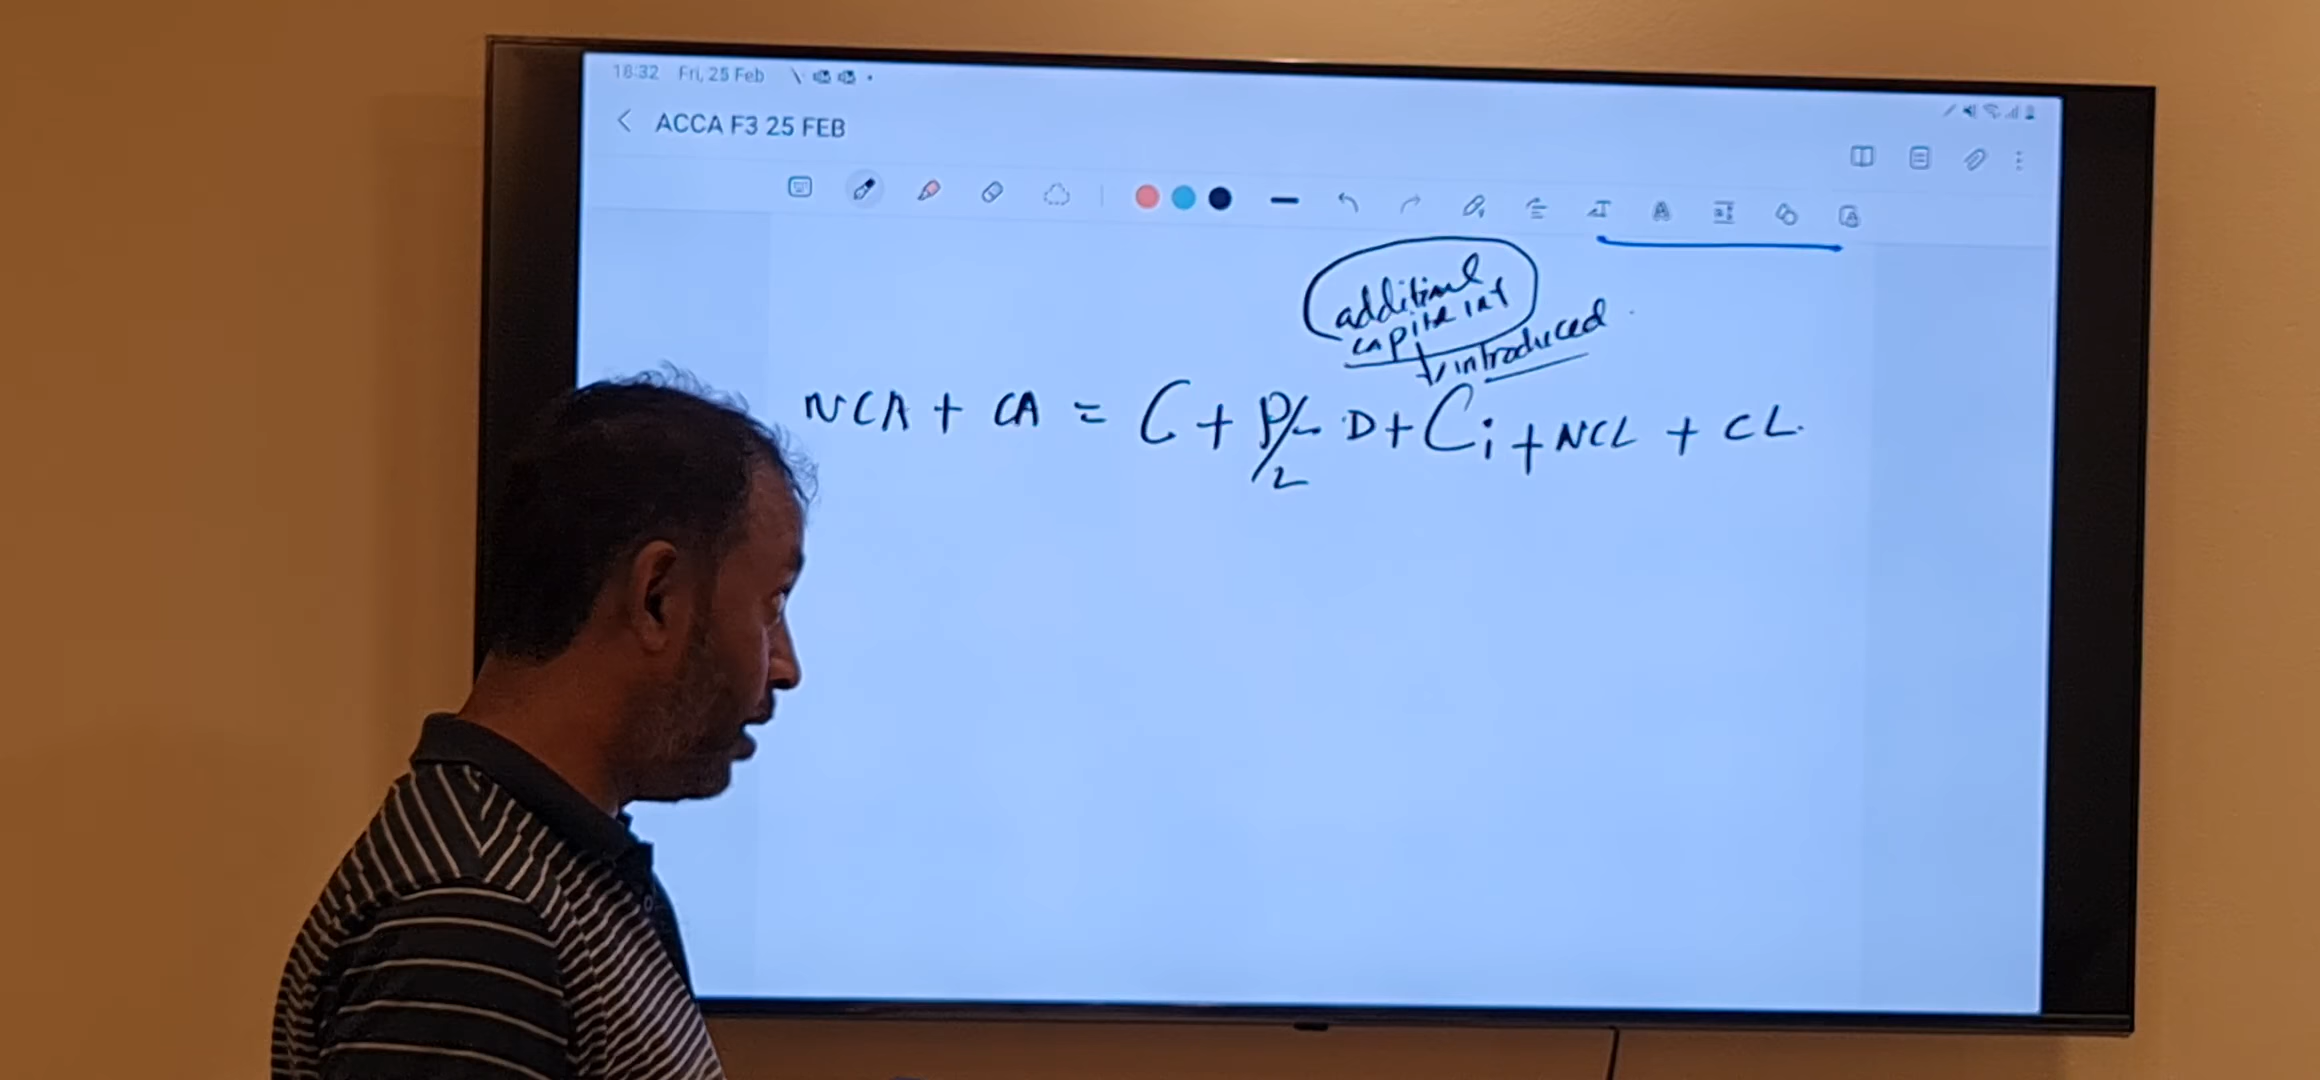 18:32 Fri, 25 Feb
ACCA F3 25 FEB
additional
capital
introduced
NCA + CA = C + P/L - D + Ci + NCL + CL